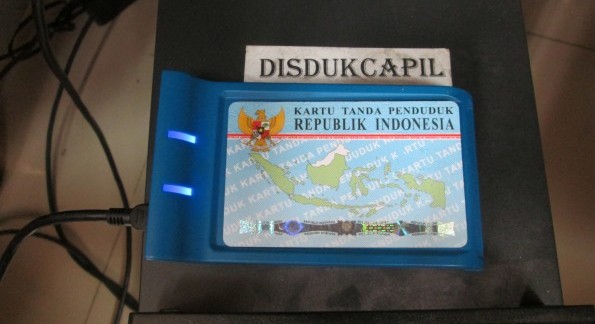 DISDUKCAPIL
KARTU TANDA PENDUDUK
REPUBLIK INDONESIA